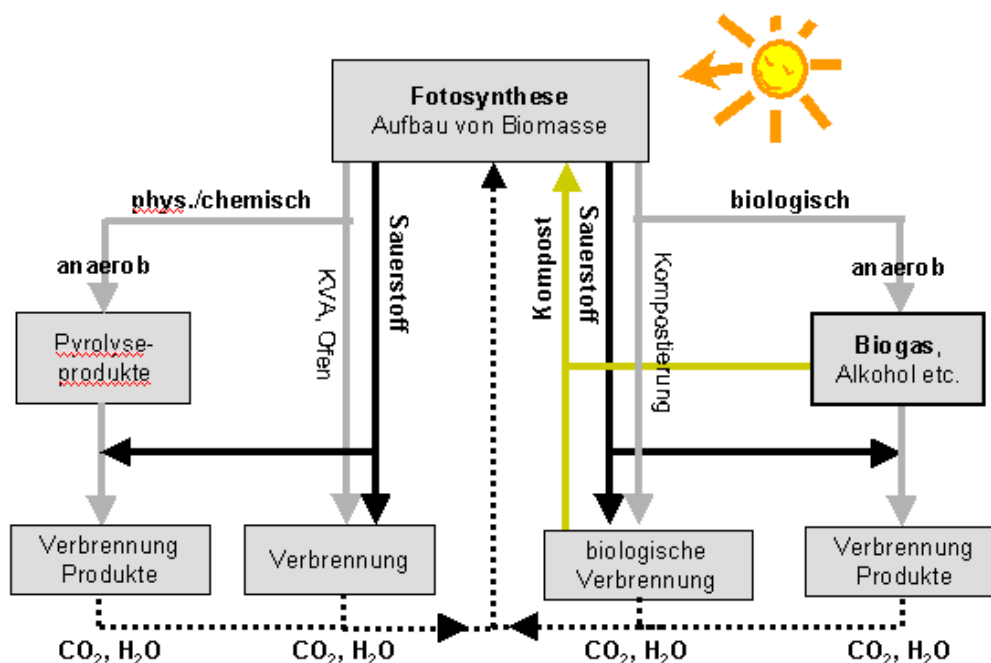 Fotosynthese
Aufbau von Biomasse
phys./chemisch
biologisch
anaerob
KVA, Ofen
Sauerstoff
Kompost
Sauerstoff
Kompostierung
anaerob
Pyrolyse-
produkte
Biogas,
Alkohol etc.
Verbrennung
Produkte
Verbrennung
biologische
Verbrennung
Verbrennung
Produkte
CO₂, H₂O
CO₂, H₂O
CO₂, H₂O
CO₂, H₂O